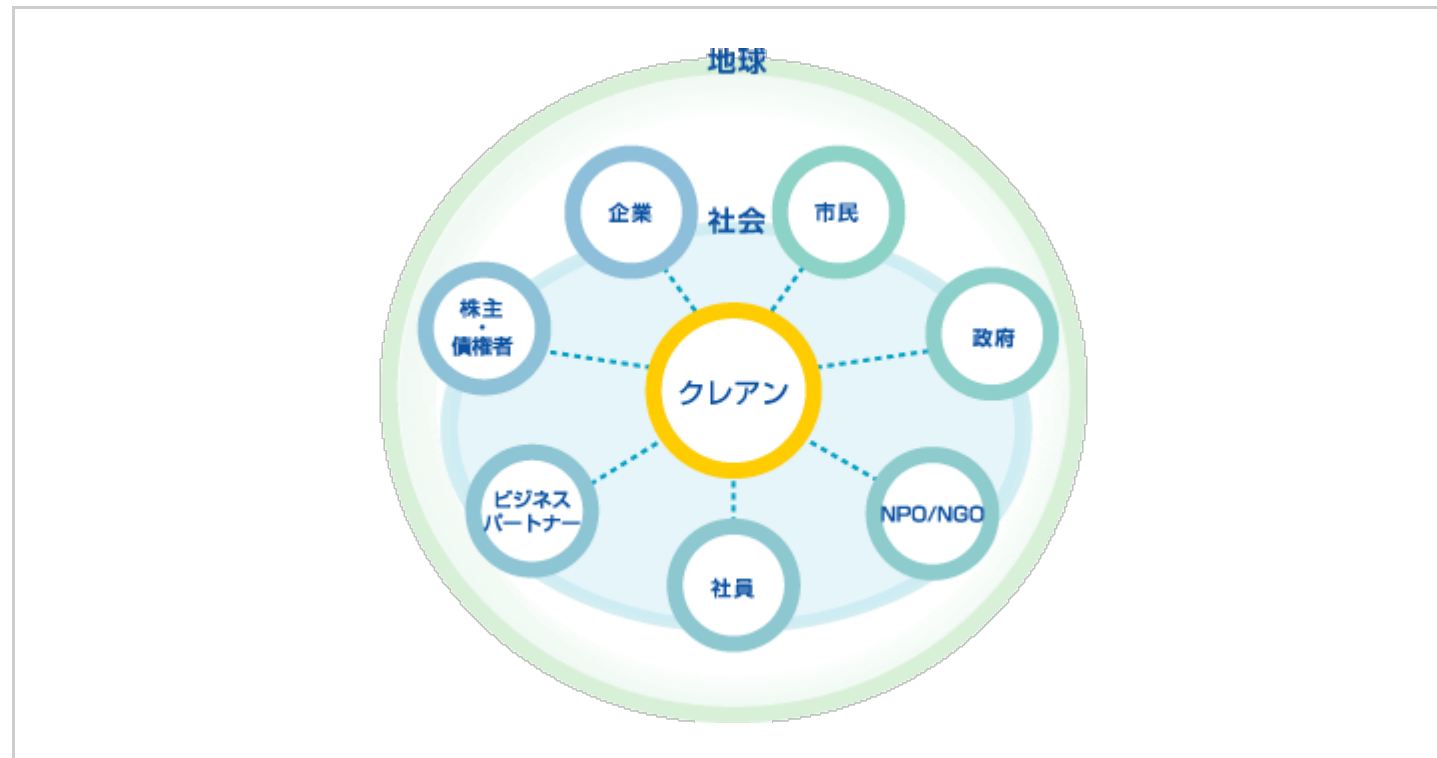 地球
企業
社会
市民
株主
・
債権者
政府
クレアン
ビジネス
パートナー
NPO/NGO
社員